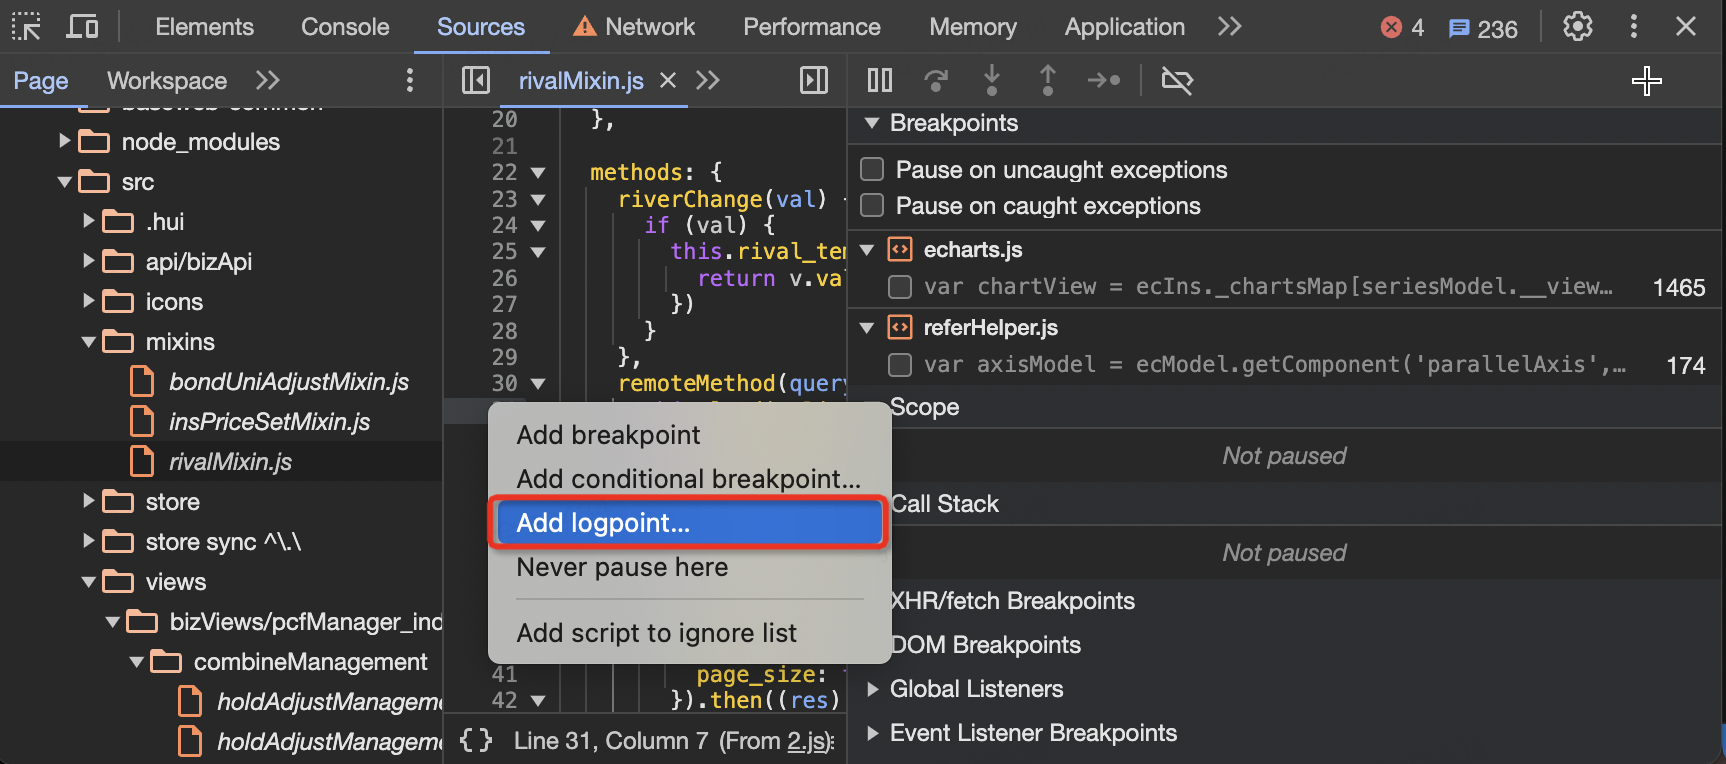 Elements Console Sources Network Performance Memory Application 4 236
Page Workspace
node_modules
src
.hui
api/bizApi
icons
mixins
bondUniAdjustMixin.js
insPriceSetMixin.js
rivalMixin.js
store
store sync ^\.\
views
bizViews/pcfManager_ind
combineManagement
holdAdjustManageme
holdAdjustManageme
rivalMixin.js
20 },
21
22 methods: {
23 riverChange(val) {
24 if (val) {
25 this.rival_tem
26 return v.val
27 })
28 }
29 },
30 remoteMethod(query
41 page_size:
42 }).then((res)
{} Line 31, Column 7 (From 2.js)
Add breakpoint
Add conditional breakpoint...
Add logpoint...
Never pause here
Add script to ignore list
Breakpoints
Pause on uncaught exceptions
Pause on caught exceptions
echarts.js
var chartView = ecIns._chartsMap[seriesModel.__view… 1465
referHelper.js
var axisModel = ecModel.getComponent('parallelAxis',… 174
Scope
Not paused
Call Stack
Not paused
XHR/fetch Breakpoints
DOM Breakpoints
Global Listeners
Event Listener Breakpoints